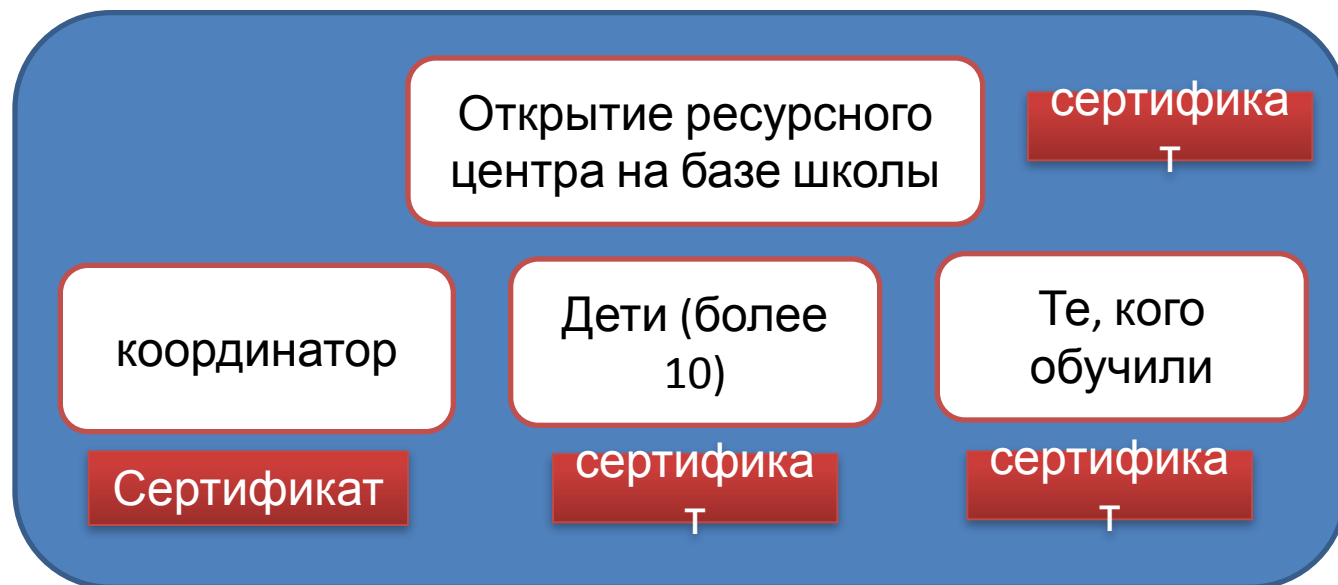 Открытие ресурсного
центра на базе школы
сертифика
т
координатор
Дети (более
10)
Те, кого
обучили
Сертификат
сертифика
т
сертифика
т